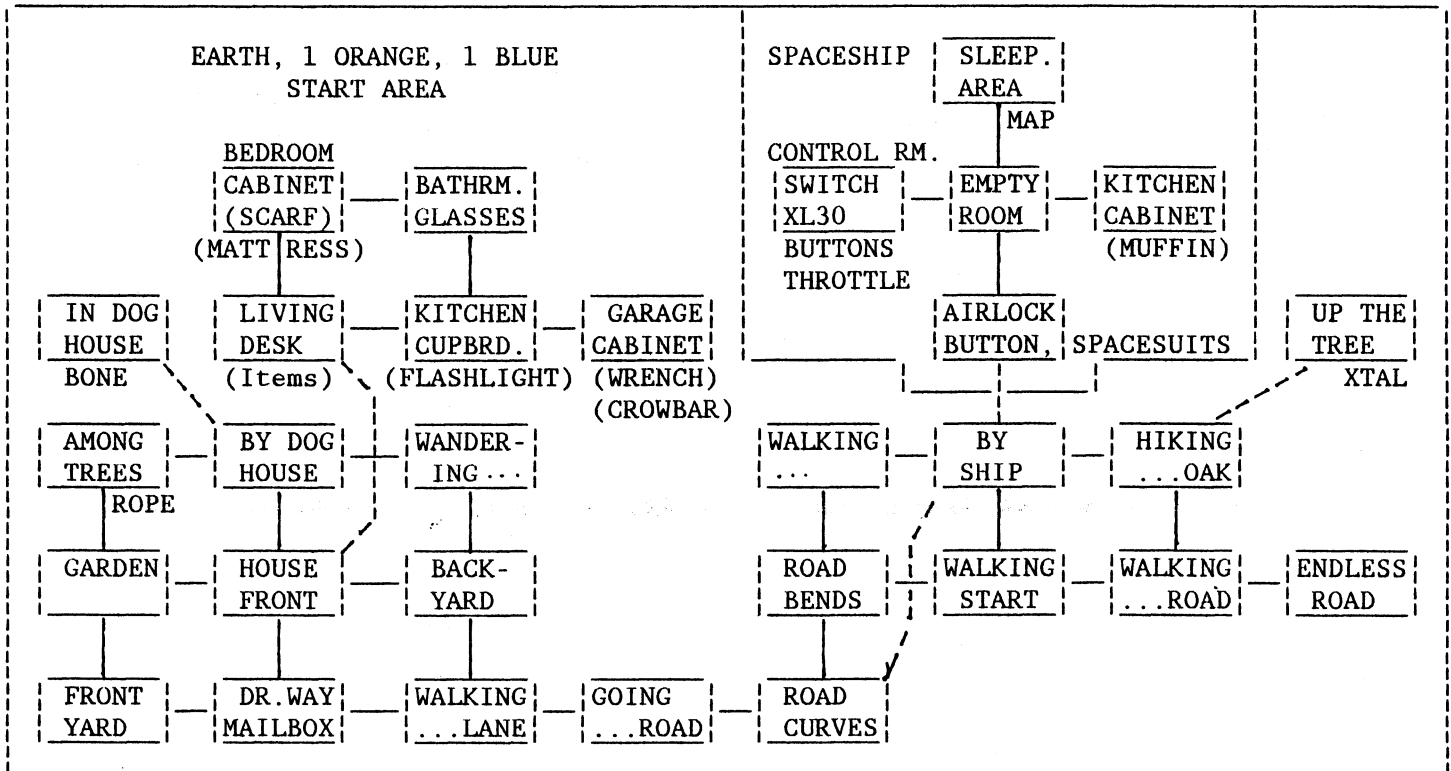 EARTH, 1 ORANGE, 1 BLUE
START AREA
SPACESHIP
SLEEP.
AREA
MAP
BEDROOM
CABINET
(SCARF)
(MATT RESS)
BATHRM.
GLASSES
CONTROL RM.
SWITCH
XL30
BUTTONS
THROTTLE
EMPTY
ROOM
KITCHEN
CABINET
(MUFFIN)
IN DOG
HOUSE
BONE
LIVING
DESK
(Items)
KITCHEN
CUPBRD.
(FLASHLIGHT)
GARAGE
CABINET
(WRENCH)
(CROWBAR)
AIRLOCK
BUTTON, SPACESUITS
UP THE
TREE
XTAL
AMONG
TREES
ROPE
BY DOG
HOUSE
WANDER-
ING...
WALKING
...
BY
SHIP
HIKING
...OAK
GARDEN
HOUSE
FRONT
BACK-
YARD
ROAD
BENDS
WALKING
START
WALKING
...ROAD
ENDLESS
ROAD
FRONT
YARD
DR.WAY
MAILBOX
WALKING
...LANE
GOING
...ROAD
ROAD
CURVES